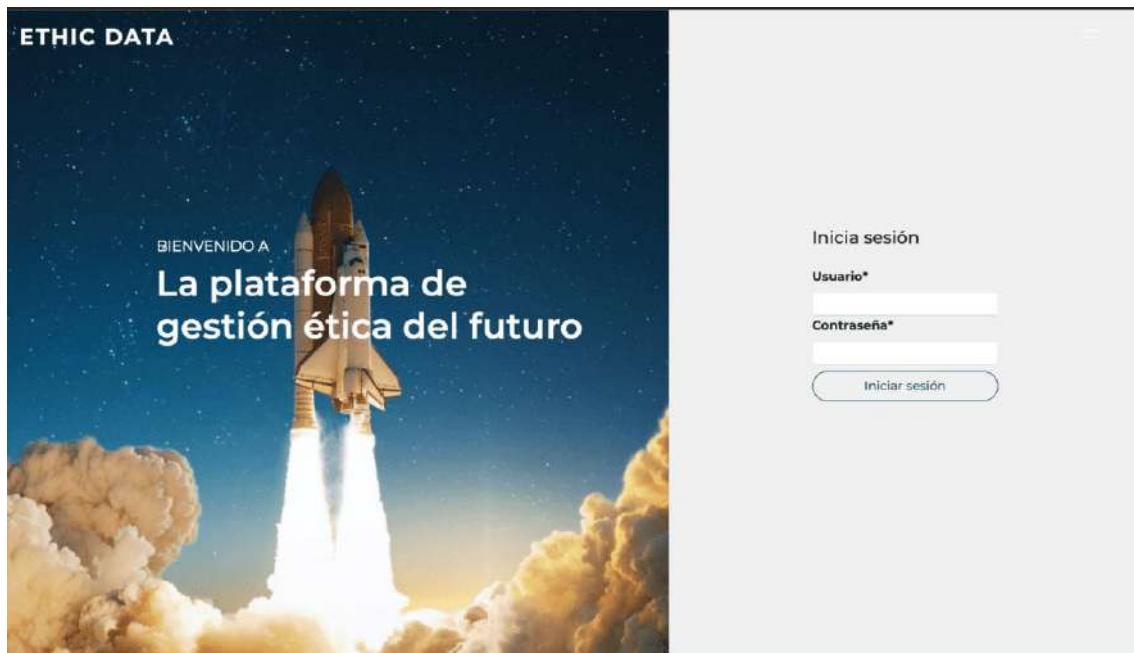 ETHIC DATA
BIENVENIDO A
La plataforma de
gestión ética del futuro
Inicia sesión
Usuario*
Contraseña*
Iniciar sesión